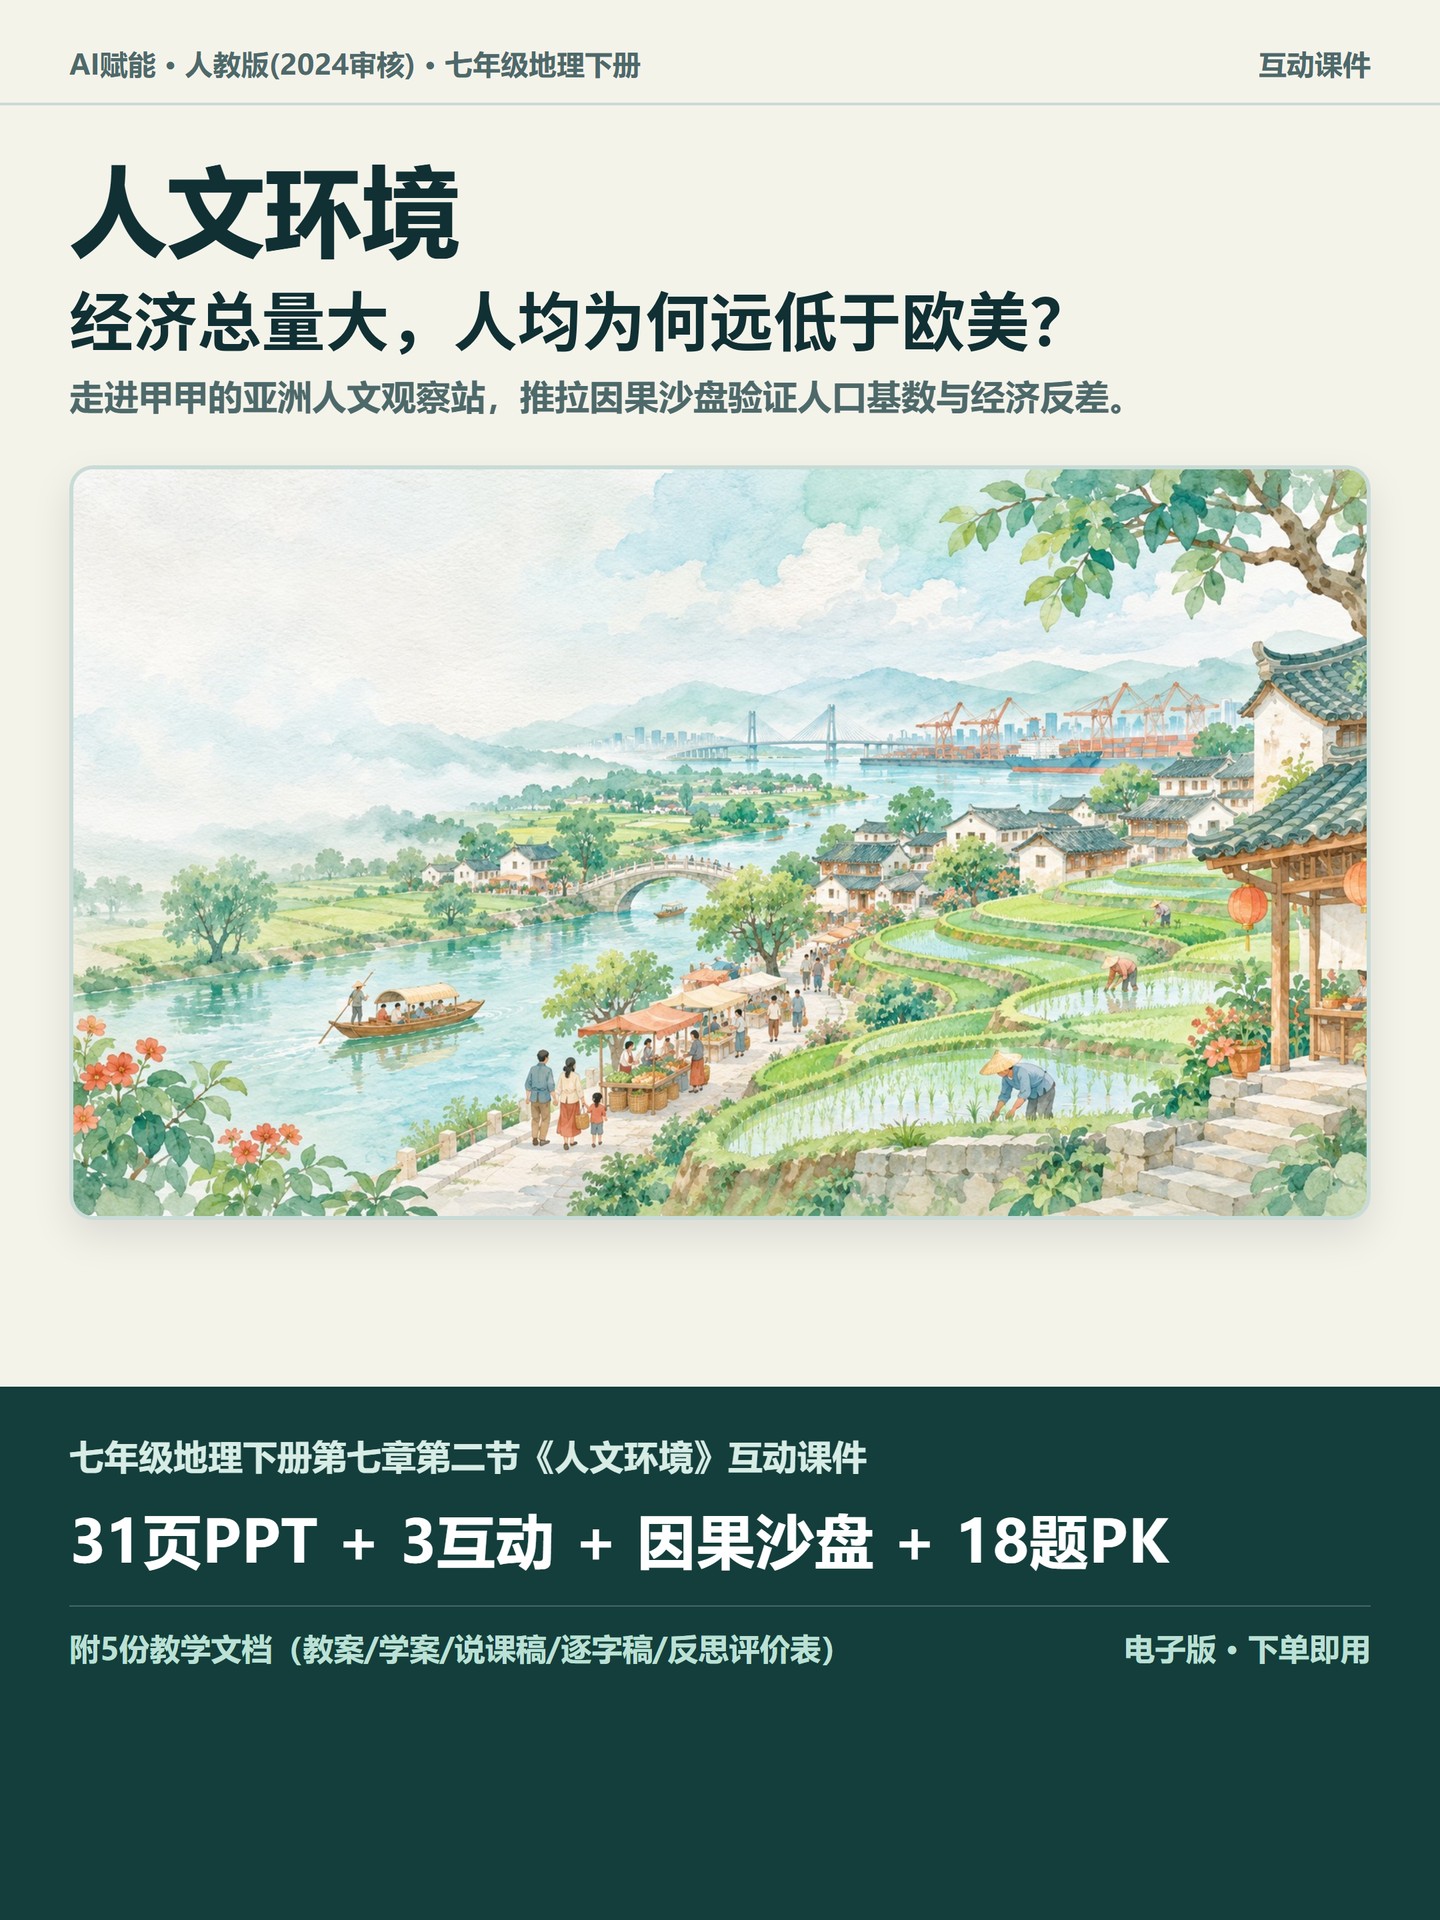 AI赋能 • 人教版(2024审核) • 七年级地理下册
互动课件
人文环境
经济总量大，人均为何远低于欧美？
走进甲甲的亚洲人文观察站，推拉因果沙盘验证人口基数与经济反差。
七年级地理下册第七章第二节《人文环境》互动课件
31页PPT + 3互动 + 因果沙盘 + 18题PK
附5份教学文档（教案/学案/说课稿/逐字稿/反思评价表）
电子版 • 下单即用